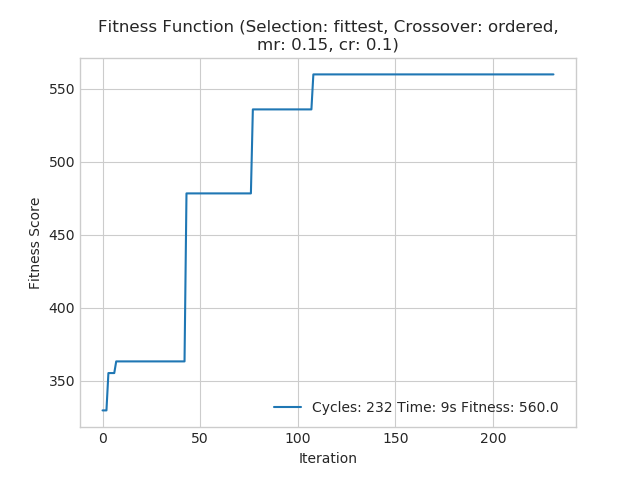 Fitness Function (Selection: fittest, Crossover: ordered,
mr: 0.15, cr: 0.1)
550
500
450
400
350
Fitness Score
Cycles: 232 Time: 9s Fitness: 560.0
0 50 100 150 200
Iteration